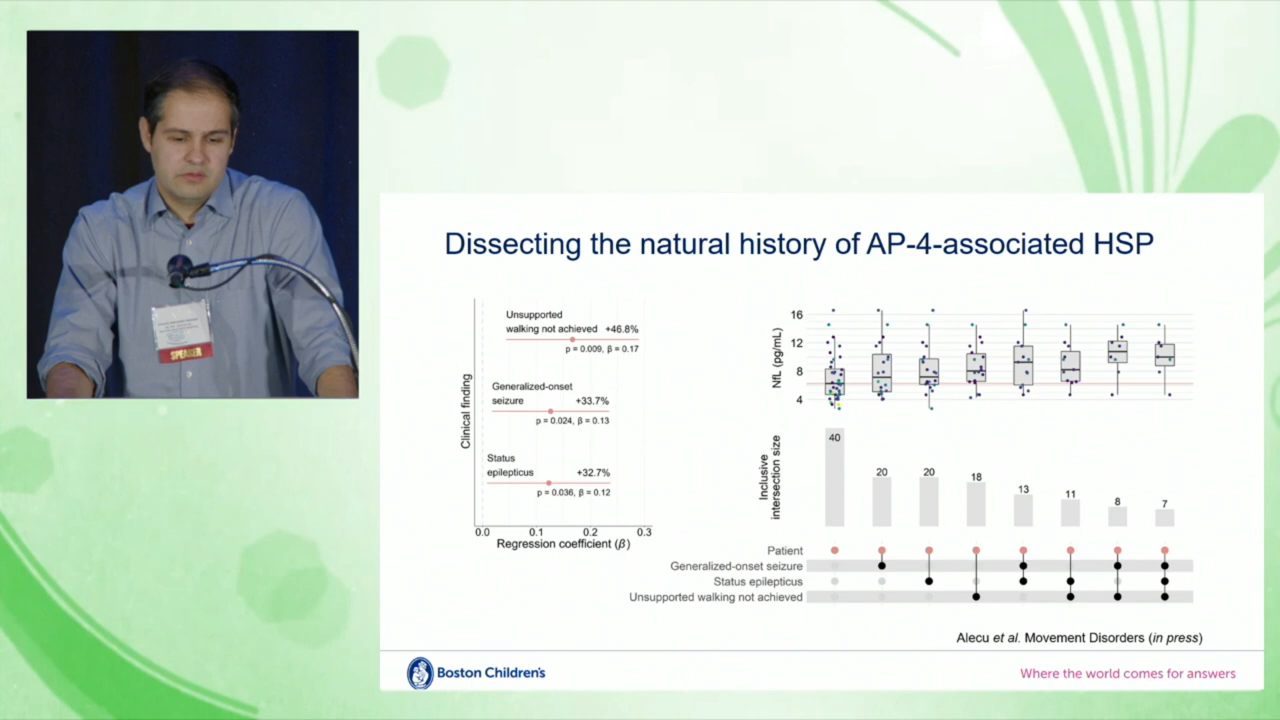 SPEAKER
Dissecting the natural history of AP-4-associated HSP
Clinical finding
Unsupported
walking not achieved +46.8%
p = 0.009, β = 0.17
Generalized-onset
seizure +33.7%
p = 0.024, β = 0.13
Status
epilepticus +32.7%
p = 0.036, β = 0.12
0.0 0.1 0.2 0.3
Regression coefficient (β)
NfL (pg/mL)
16
12
8
4
Inclusive
intersection size
40 20 20 18 13 11 8 7
Patient
Generalized-onset seizure
Status epilepticus
Unsupported walking not achieved
Alecu et al. Movement Disorders (in press)
Boston Children's
Where the world comes for answers